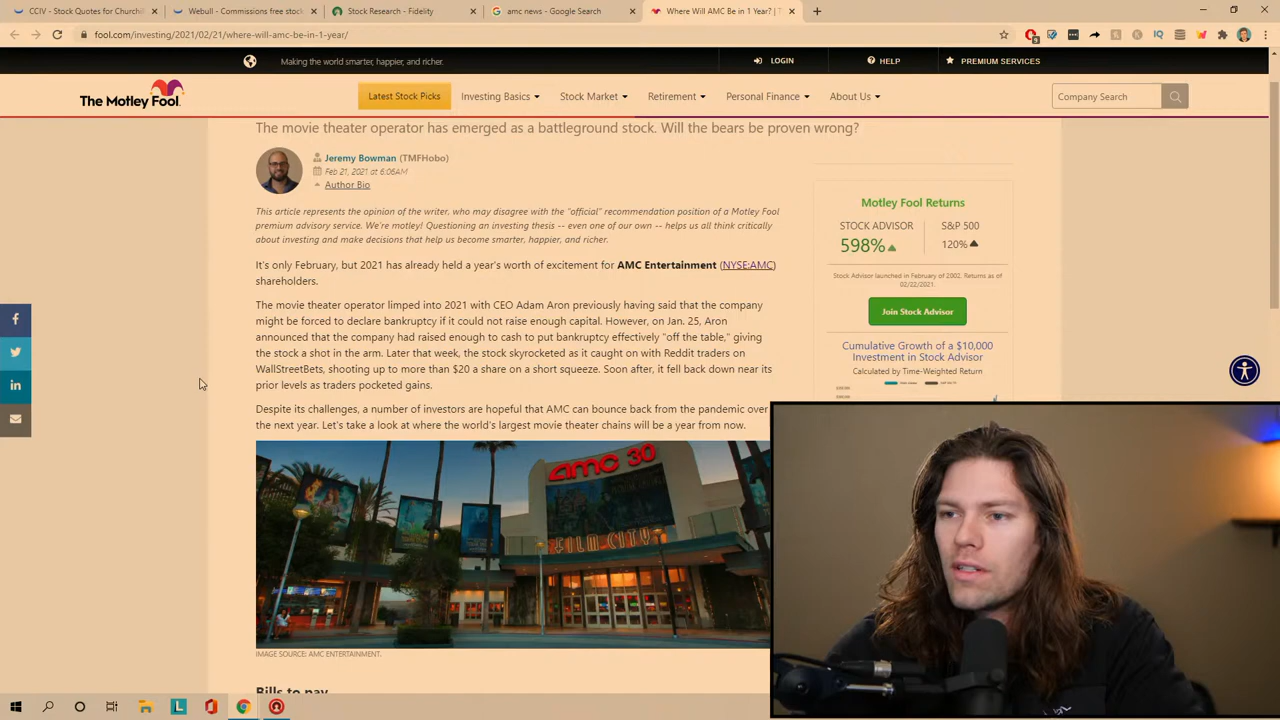 CCIV - Stock Quotes for Churchil
Webull - Commissions free stock
Stock Research - Fidelity
amc news - Google Search
Where Will AMC Be in 1 Year? | T
fool.com/investing/2021/02/21/where-will-amc-be-in-1-year/
Making the world smarter, happier, and richer.
LOGIN
HELP
PREMIUM SERVICES
The Motley Fool.
Latest Stock Picks
Investing Basics
Stock Market
Retirement
Personal Finance
About Us
Company Search
The movie theater operator has emerged as a battleground stock. Will the bears be proven wrong?
Jeremy Bowman (TMFHobo)
Feb 21, 2021 at 6:06AM
Author Bio
This article represents the opinion of the writer, who may disagree with the "official" recommendation position of a Motley Fool
premium advisory service. We're motley! Questioning an investing thesis -- even one of our own -- helps us all think critically
about investing and make decisions that help us become smarter, happier, and richer.
It's only February, but 2021 has already held a year's worth of excitement for AMC Entertainment (NYSE:AMC)
shareholders.
The movie theater operator limped into 2021 with CEO Adam Aron previously having said that the company
might be forced to declare bankruptcy if it could not raise enough capital. However, on Jan. 25, Aron
announced that the company had raised enough to cash to put bankruptcy effectively "off the table," giving
the stock a shot in the arm. Later that week, the stock skyrocketed as it caught on with Reddit traders on
WallStreetBets, shooting up to more than $20 a share on a short squeeze. Soon after, it fell back down near its
prior levels as traders pocketed gains.
Despite its challenges, a number of investors are hopeful that AMC can bounce back from the pandemic over
the next year. Let's take a look at where the world's largest movie theater chains will be a year from now.
amc 30
FILM CITY
IMAGE SOURCE: AMC ENTERTAINMENT.
Bills to pay
Motley Fool Returns
STOCK ADVISOR
S&P 500
598%
120%
Stock Advisor launched in February of 2002. Returns as of
02/22/2021.
Join Stock Advisor
Cumulative Growth of a $10,000
Investment in Stock Advisor
Calculated by Time-Weighted Return